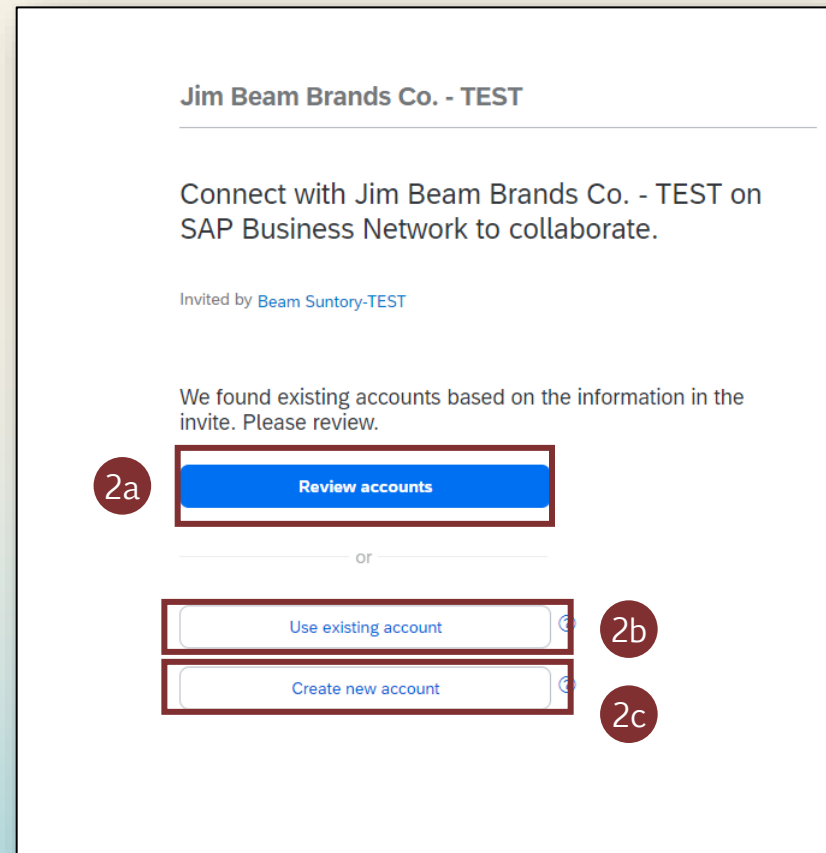 Jim Beam Brands Co. - TEST
Connect with Jim Beam Brands Co. - TEST on
SAP Business Network to collaborate.
Invited by Beam Suntory-TEST
We found existing accounts based on the information in the
invite. Please review.
2a
Review accounts
or
Use existing account
?
2b
Create new account
?
2c